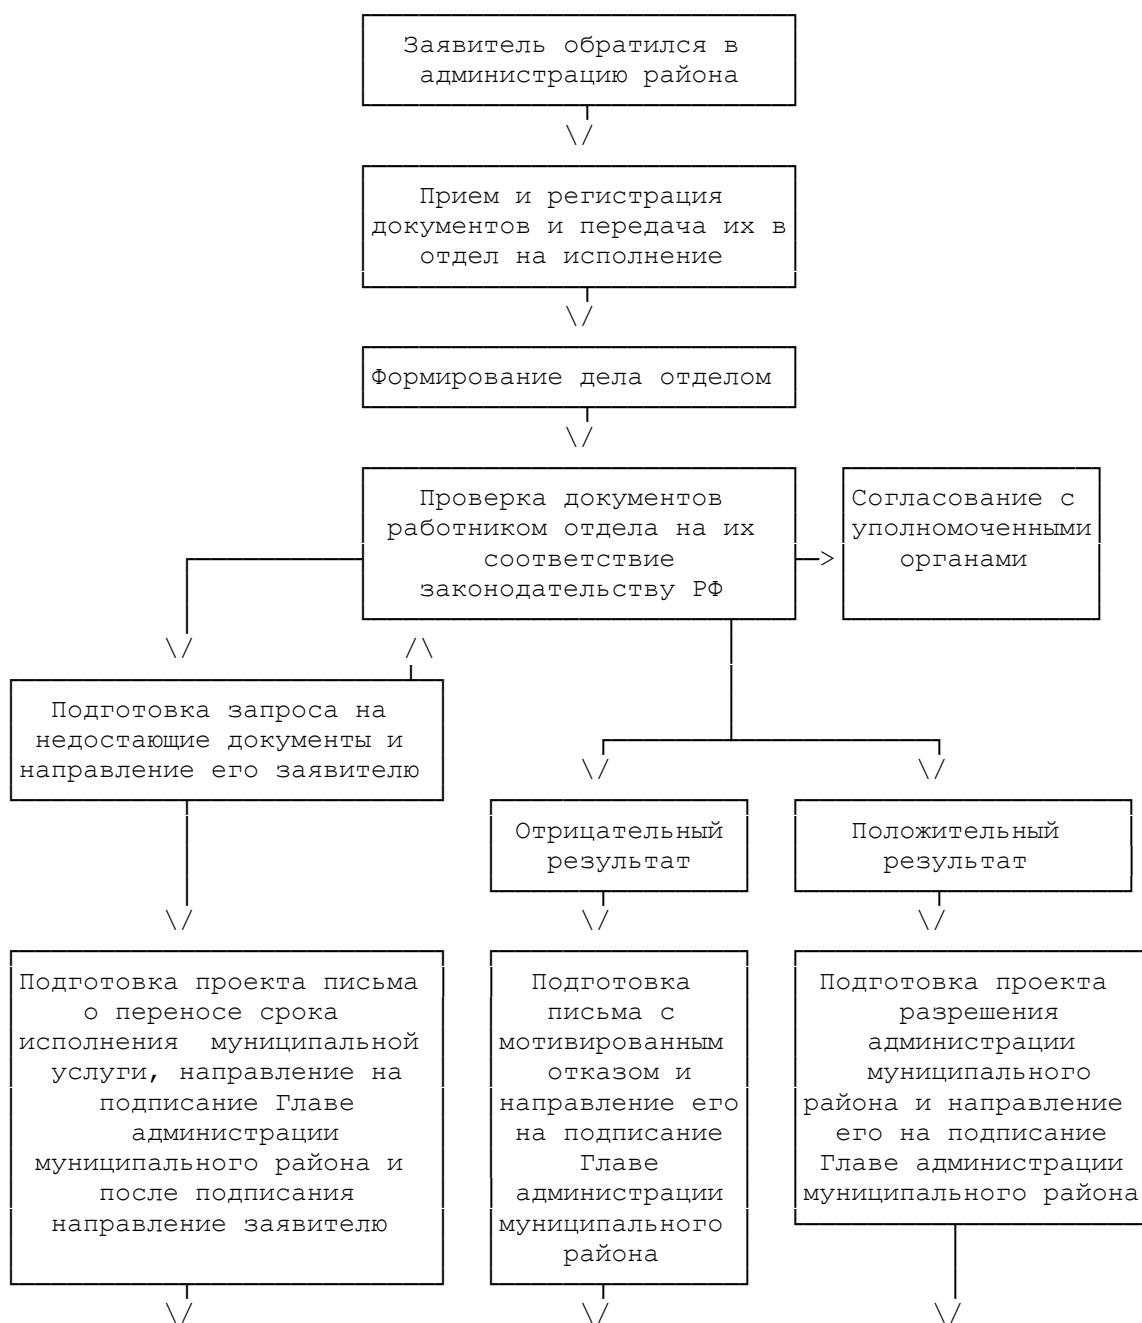 Заявитель обратился в
администрацию района
Прием и регистрация
документов и передача их в
отдел на исполнение
Формирование дела отделом
Проверка документов
работником отдела на их
соответствие
законодательству РФ
Согласование с
уполномоченными
органами
Подготовка запроса на
недостающие документы и
направление его заявителю
Отрицательный
результат
Положительный
результат
Подготовка проекта письма
о переносе срока
исполнения муниципальной
услуги, направление на
подписание Главе
администрации
муниципального района и
после подписания
направление заявителю
Подготовка
письма с
мотивированным
отказом и
направление его
на подписание
Главе
администрации
муниципального
района
Подготовка проекта
разрешения
администрации
муниципального
района и направление
его на подписание
Главе администрации
муниципального района